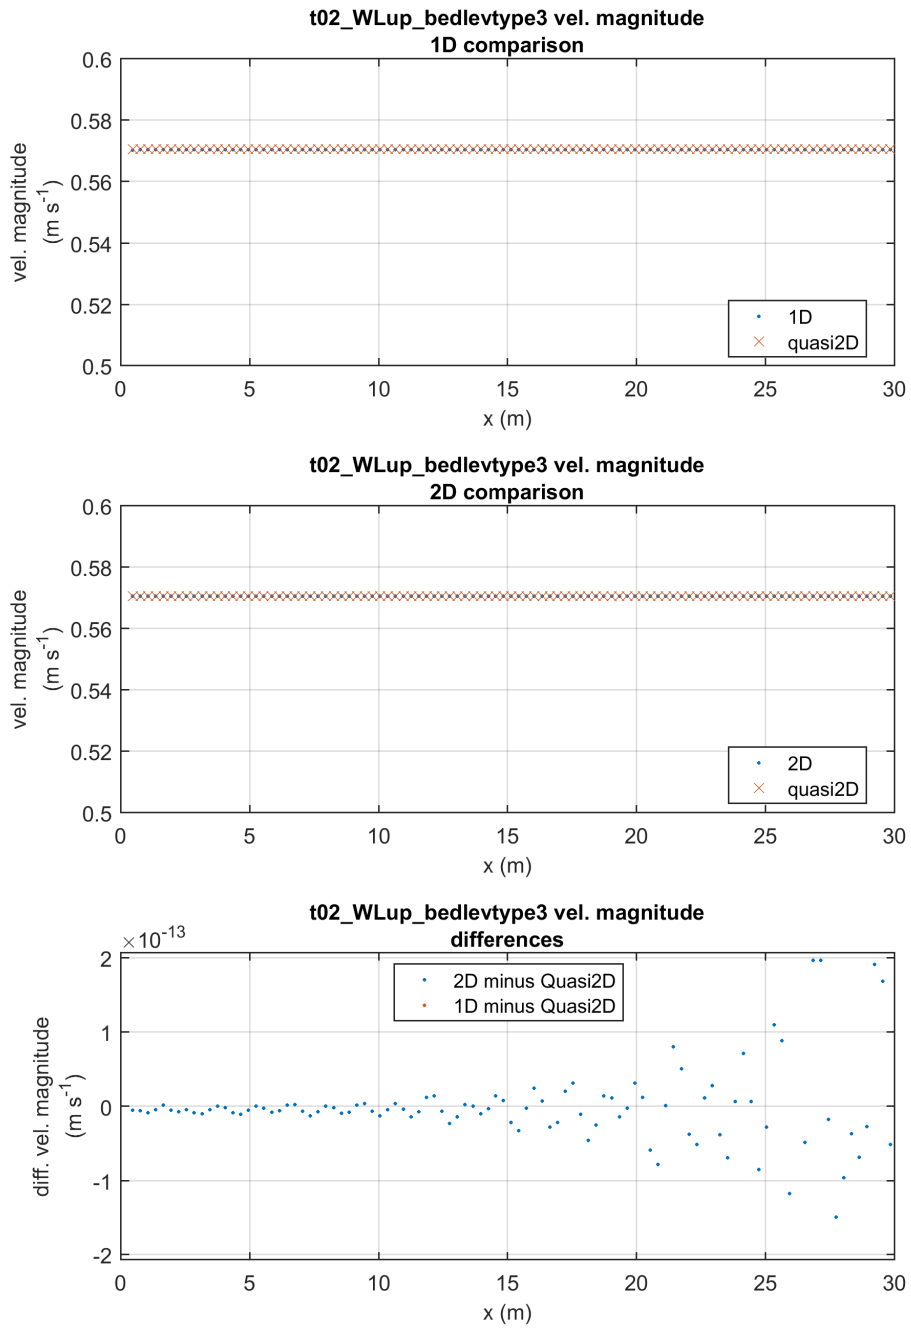 t02_WLup_bedlevtype3 vel. magnitude
1D comparison
0.6
0.58
0.56
0.54
0.52
0.5
vel. magnitude
(m s⁻¹)
1D
quasi2D
0 5 10 15 20 25 30
x (m)
t02_WLup_bedlevtype3 vel. magnitude
2D comparison
0.6
0.58
0.56
0.54
0.52
0.5
vel. magnitude
(m s⁻¹)
2D
quasi2D
0 5 10 15 20 25 30
x (m)
t02_WLup_bedlevtype3 vel. magnitude
differences
×10⁻¹³
2
1
0
-1
-2
diff. vel. magnitude
(m s⁻¹)
2D minus Quasi2D
1D minus Quasi2D
0 5 10 15 20 25 30
x (m)